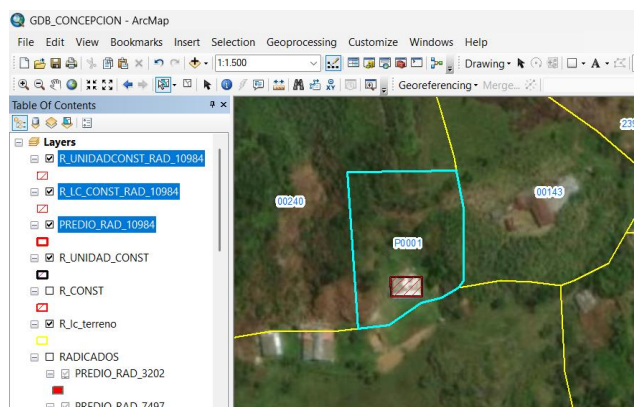 GDB_CONCEPCION - ArcMap
File Edit View Bookmarks Insert Selection Geoprocessing Customize Windows Help
1:1.500 Drawing A
Georeferencing Merge...
Table Of Contents
Layers
R_UNIDADCONST_RAD_10984
R_LC_CONST_RAD_10984
PREDIO_RAD_10984
R_UNIDAD_CONST
R_CONST
R_lc_terreno
RADICADOS
PREDIO_RAD_3202
PREDIO_RAD_7497
239
00240
00143
P0001